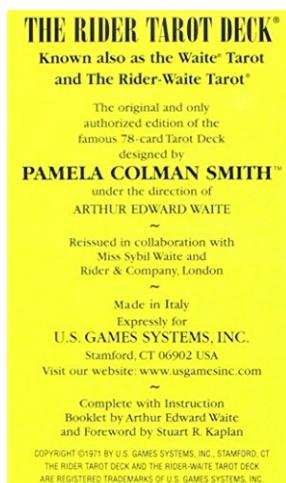 THE RIDER TAROT DECK®
Known also as the Waite® Tarot
and The Rider-Waite Tarot®
The original and only
authorized edition of the
famous 78-card Tarot Deck
designed by
PAMELA COLMAN SMITH™
under the direction of
ARTHUR EDWARD WAITE
~
Reissued in collaboration with
Miss Sybil Waite and
Rider & Company, London
~
Made in Italy
Expressly for
U.S. GAMES SYSTEMS, INC.
Stamford, CT 06902 USA
Visit our website: www.usgamesinc.com
~
Complete with Instruction
Booklet by Arthur Edward Waite
and Foreword by Stuart R. Kaplan
COPYRIGHT ©1971 BY U.S. GAMES SYSTEMS, INC., STAMFORD, CT
THE RIDER TAROT DECK AND THE RIDER-WAITE TAROT DECK
ARE REGISTERED TRADEMARKS OF U.S. GAMES SYSTEMS, INC.